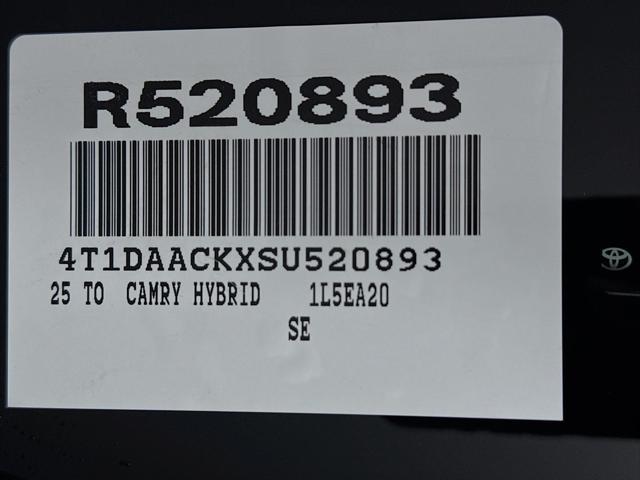 R520893
4T1DAACKXSU520893
25 TO CAMRY HYBRID 1L5EA20
SE